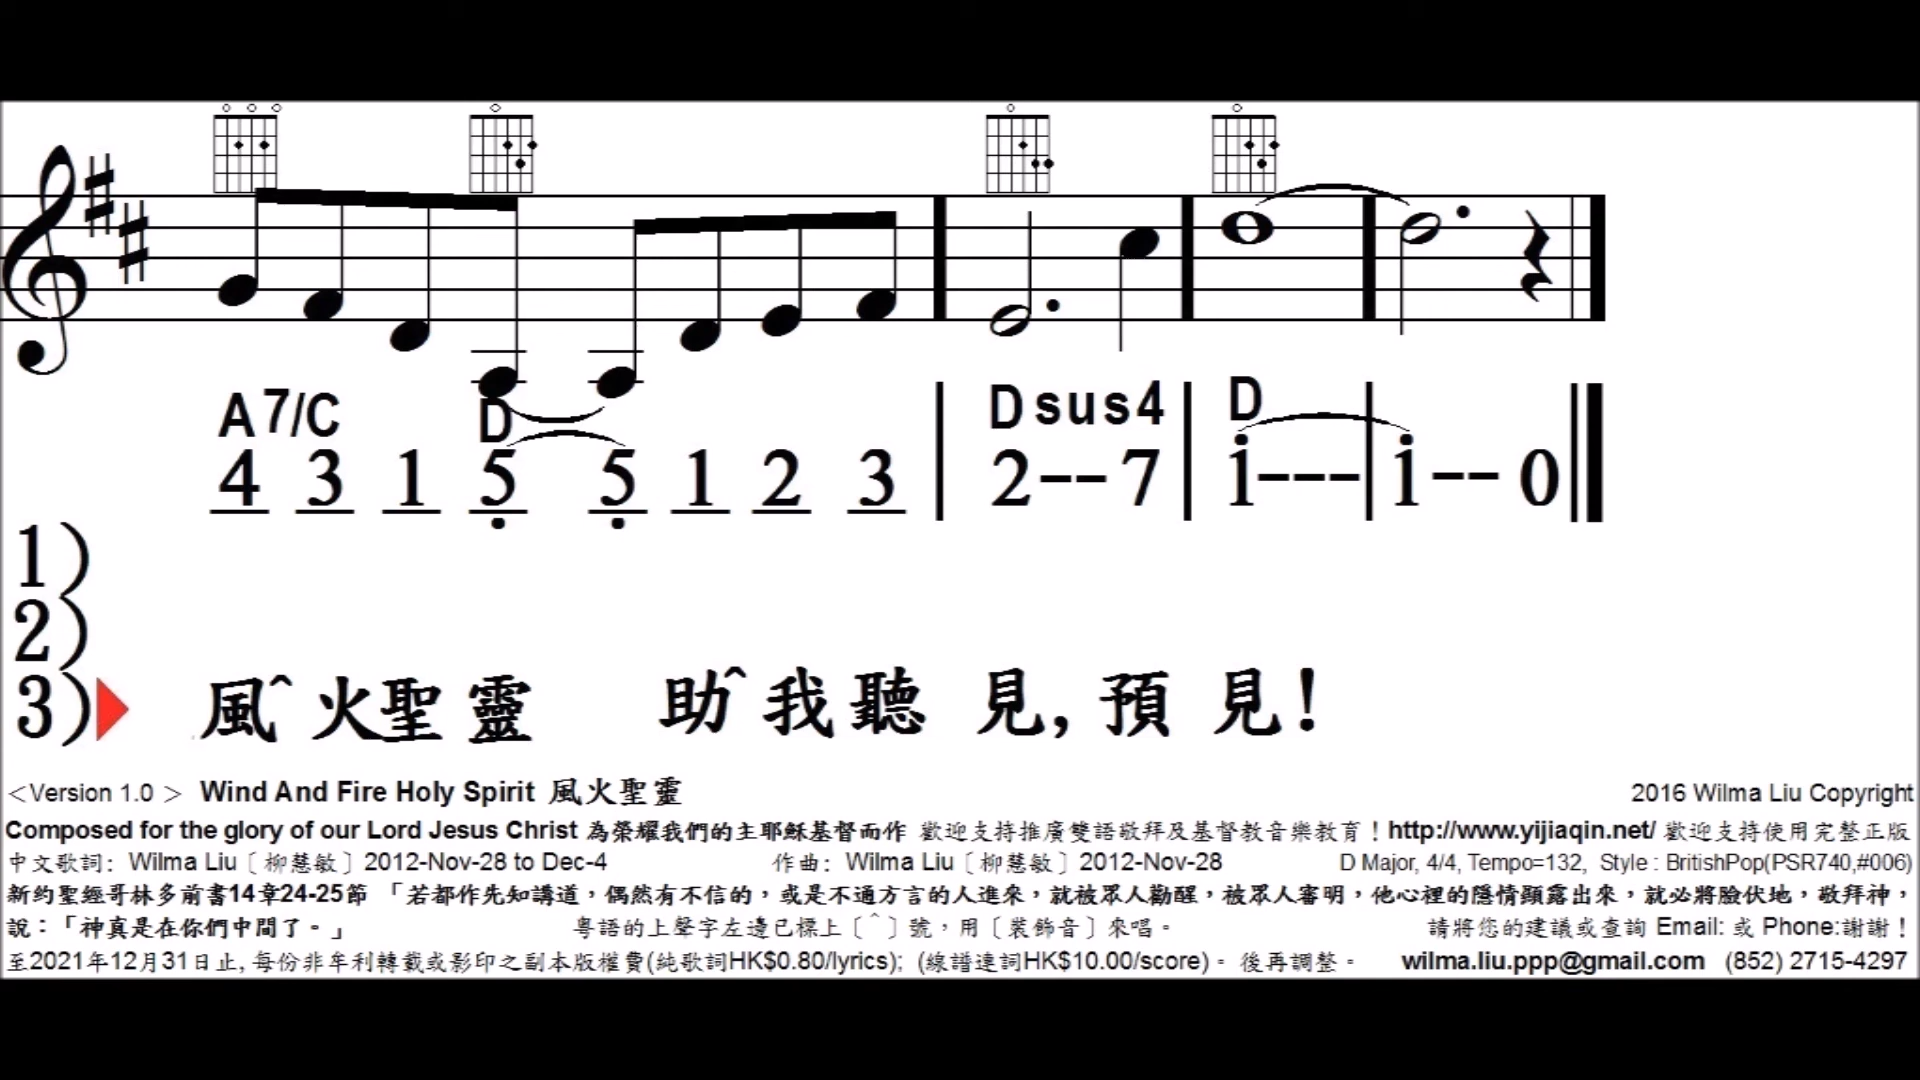 A7/C D Dsus4 D
4 3 1 5 5 1 2 3 | 2-- 7 | i--- | i-- 0
1)
2)
3) 風^ 火聖靈 助^ 我聽 見,預 見!
<Version 1.0 > Wind And Fire Holy Spirit 風火聖靈 2016 Wilma Liu Copyright
Composed for the glory of our Lord Jesus Christ 為榮耀我們的主耶穌基督而作 歡迎支持推廣雙語敬拜及基督教音樂教育!http://www.yijiaqin.net/ 歡迎支持使用完整正版
中文歌詞: Wilma Liu〔柳慧敏〕2012-Nov-28 to Dec-4 作曲: Wilma Liu〔柳慧敏〕2012-Nov-28 D Major, 4/4, Tempo=132, Style : BritishPop(PSR740,#006)
新約聖經哥林多前書14章24-25節 「若都作先知講道,偶然有不信的,或是不通方言的人進來,就被眾人勸醒,被眾人審明,他心裡的隱情顯露出來,就必將臉伏地,敬拜神,
說:「神真是在你們中間了。」 粵語的上聲字左邊已標上〔^〕號,用〔裝飾音〕來唱。 請將您的建議或查詢 Email: 或 Phone:謝謝!
至2021年12月31日止, 每份非牟利轉載或影印之副本版權費(純歌詞HK$0.80/lyrics); (線譜連詞HK$10.00/score)。後再調整。 wilma.liu.ppp@gmail.com (852) 2715-4297